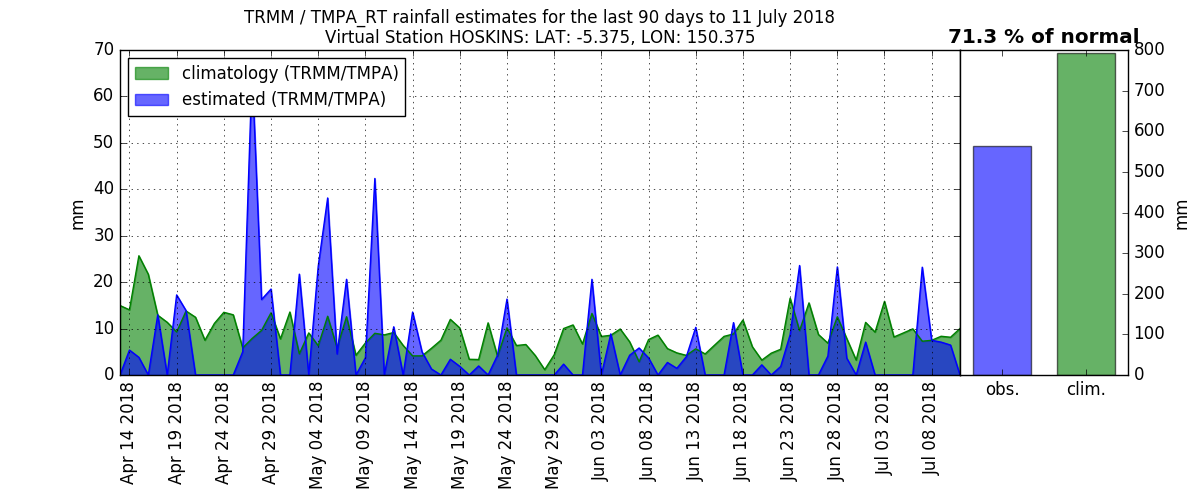 TRMM / TMPA_RT rainfall estimates for the last 90 days to 11 July 2018
Virtual Station HOSKINS: LAT: -5.375, LON: 150.375
71.3 % of normal
climatology (TRMM/TMPA)
estimated (TRMM/TMPA)
70
60
50
40
30
20
10
0
mm
Apr 14 2018
Apr 19 2018
Apr 24 2018
Apr 29 2018
May 04 2018
May 09 2018
May 14 2018
May 19 2018
May 24 2018
May 29 2018
Jun 03 2018
Jun 08 2018
Jun 13 2018
Jun 18 2018
Jun 23 2018
Jun 28 2018
Jul 03 2018
Jul 08 2018
obs.
clim.
800
700
600
500
400
300
200
100
0
mm